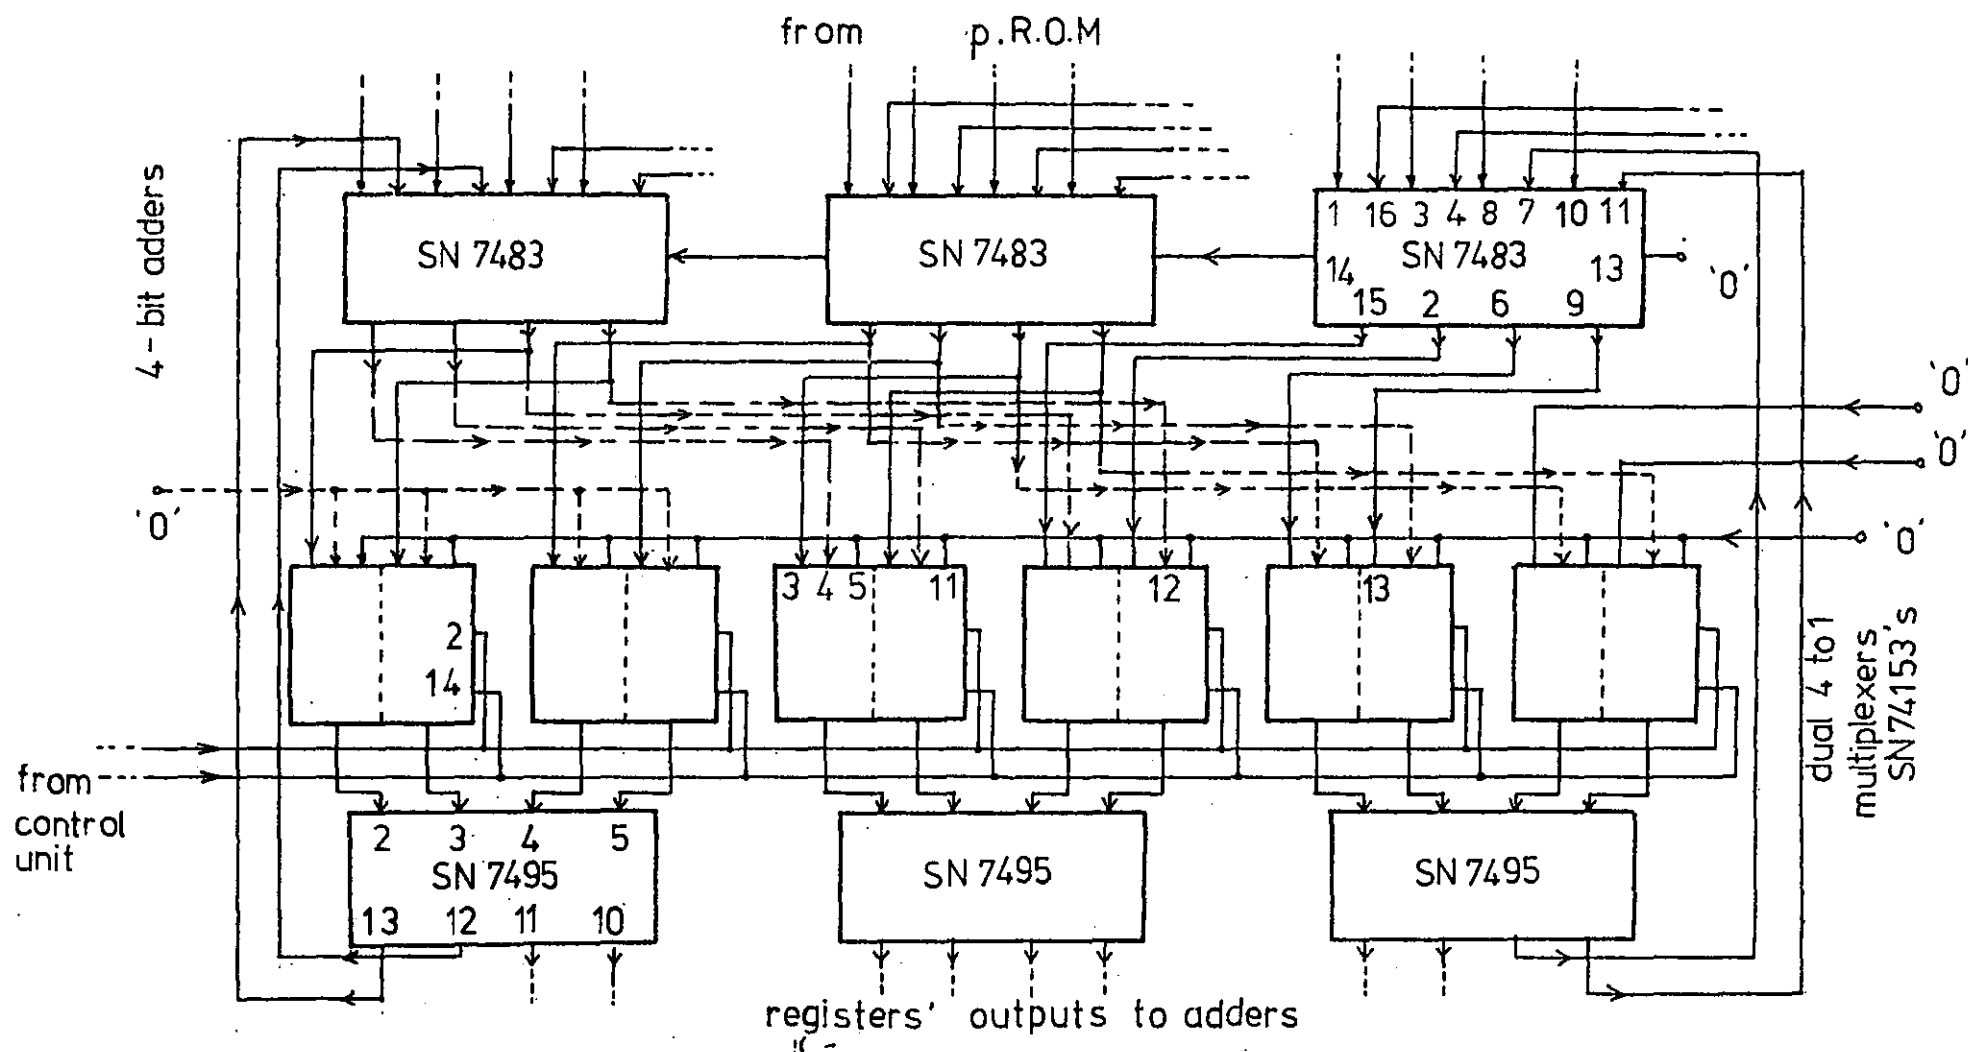 from p.R.O.M
4-bit adders
SN 7483
SN 7483
1 16 3 4 8 7 10 11
SN 7483
14 13
15 2 6 9
'0'
'0'
'0'
'0'
'0'
3 4 5 11
12
13
2
14
dual 4 to 1
multiplexers
SN74153's
from
control
unit
2 3 4 5
SN 7495
13 12 11 10
SN 7495
SN 7495
registers' outputs to adders